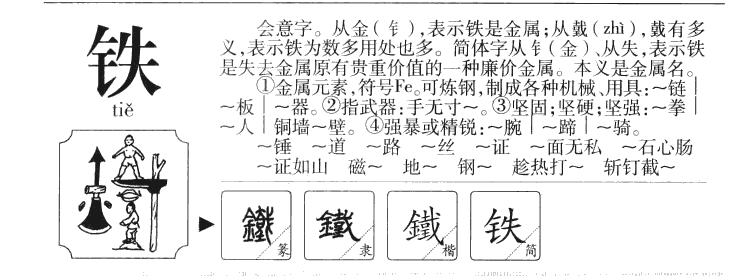 铁
tiě
会意字。从金(钅),表示铁是金属;从戴(zhì),戴有多
义,表示铁为数多用处也多。简体字从钅(金)、从失,表示铁
是失去金属原有贵重价值的一种廉价金属。本义是金属名。
①金属元素,符号Fe。可炼钢,制成各种机械、用具:~链|
~板|~器。②指武器:手无寸~。③坚固;坚硬;坚强:~拳|
~人|铜墙~壁。④强暴或精锐:~腕|~蹄|~骑。
~锤 ~道 ~路 ~丝 ~证 ~面无私 ~石心肠
~证如山 磁~ 地~ 钢~ 趁热打~ 斩钉截~
鐵 篆 鐵 隶 鐵 楷 铁 简